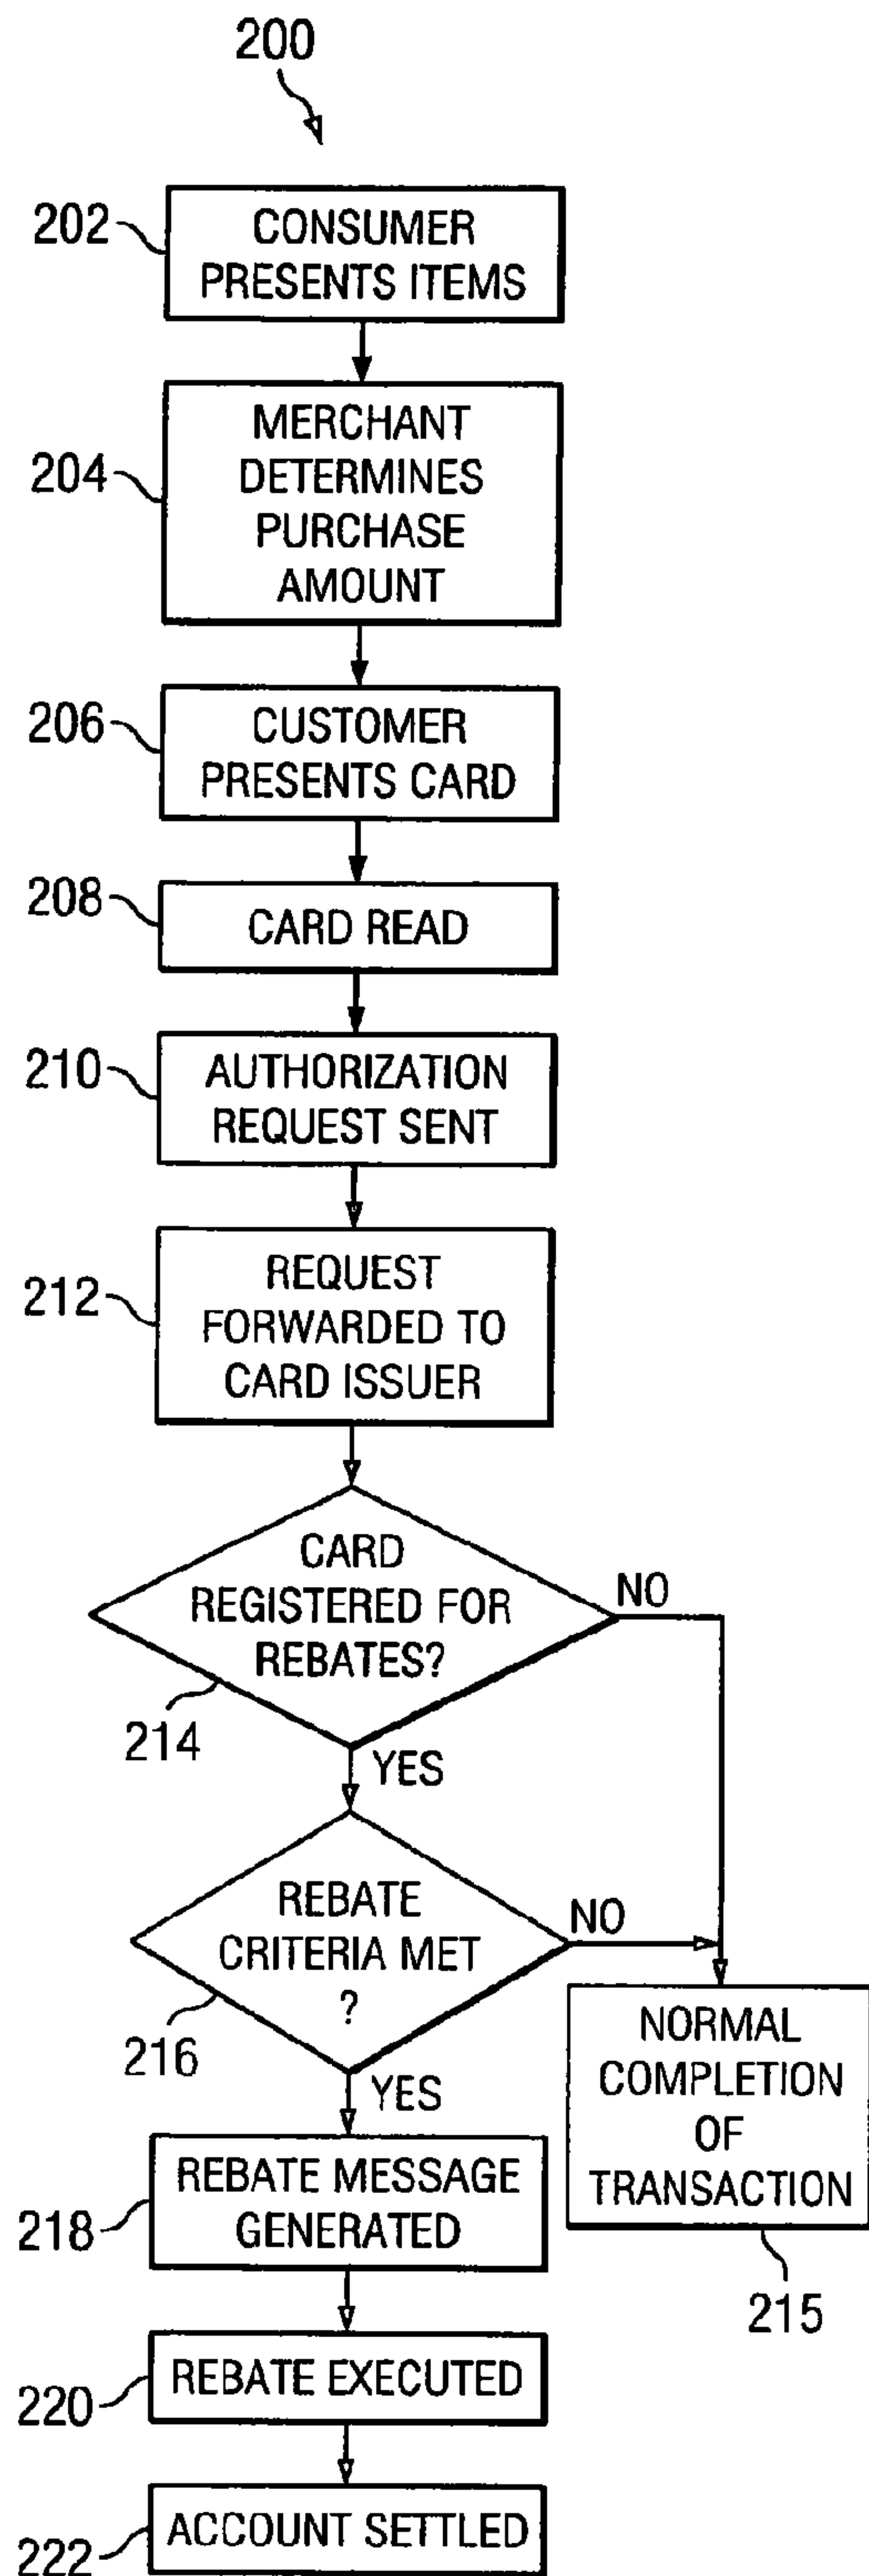 200
202
CONSUMER
PRESENTS ITEMS
204
MERCHANT
DETERMINES
PURCHASE
AMOUNT
206
CUSTOMER
PRESENTS CARD
208
CARD READ
210
AUTHORIZATION
REQUEST SENT
212
REQUEST
FORWARDED TO
CARD ISSUER
CARD
REGISTERED FOR
REBATES?
NO
214
YES
REBATE
CRITERIA MET
?
NO
216
YES
NORMAL
COMPLETION
OF
TRANSACTION
215
218
REBATE MESSAGE
GENERATED
220
REBATE EXECUTED
222
ACCOUNT SETTLED